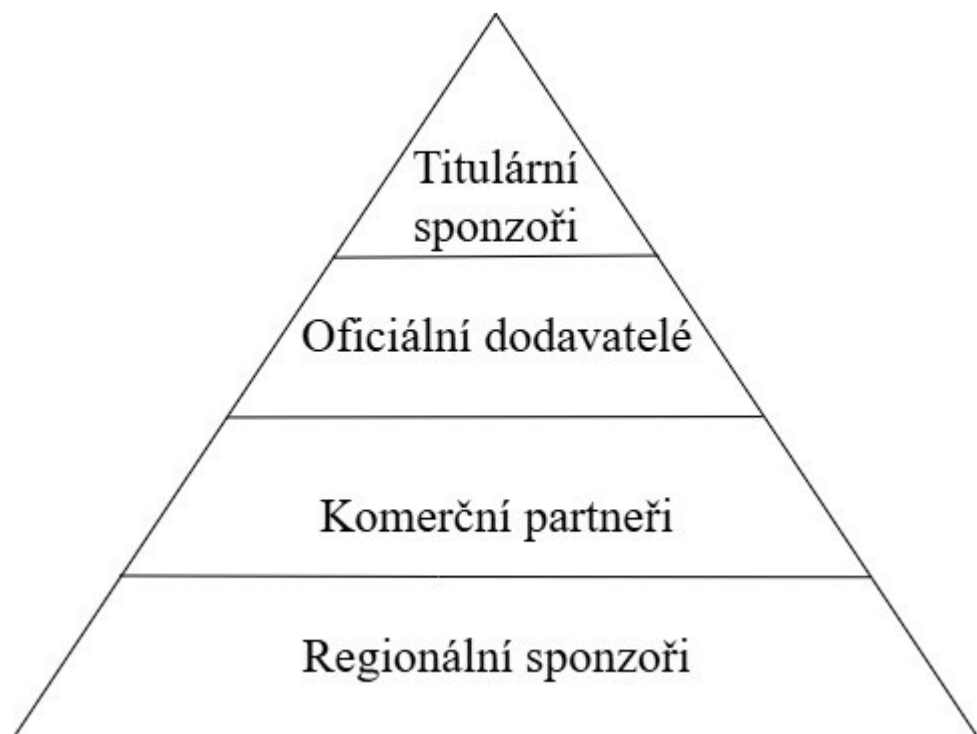 Titulární
sponzoři
Oficiální dodavatelé
Komerční partneři
Regionální sponzoři